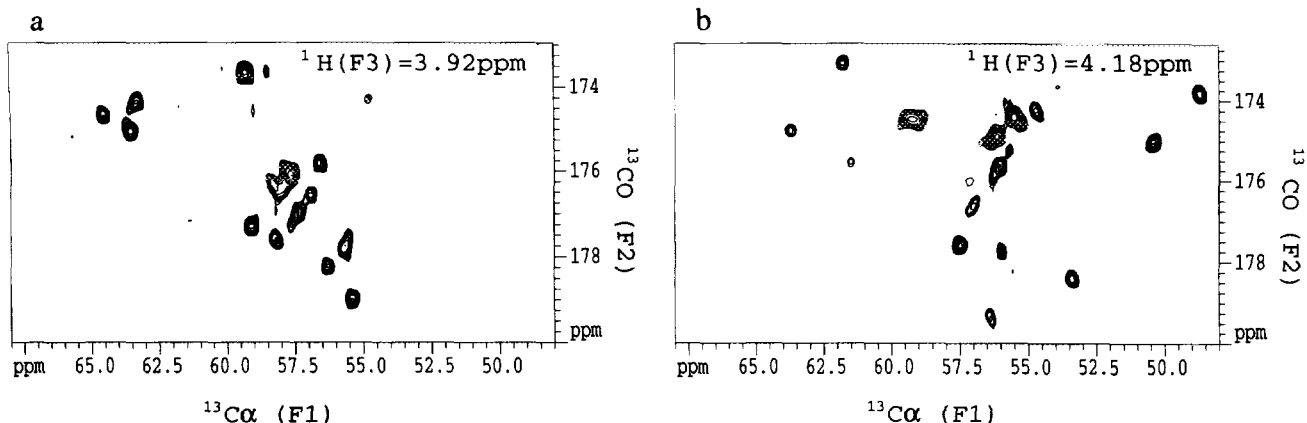 a
¹H(F3)=3.92ppm
174
176
178
ppm
¹³CO (F2)
ppm 65.0 62.5 60.0 57.5 55.0 52.5 50.0
¹³Cα (F1)
b
¹H(F3)=4.18ppm
174
176
178
ppm
¹³CO (F2)
ppm 65.0 62.5 60.0 57.5 55.0 52.5 50.0
¹³Cα (F1)